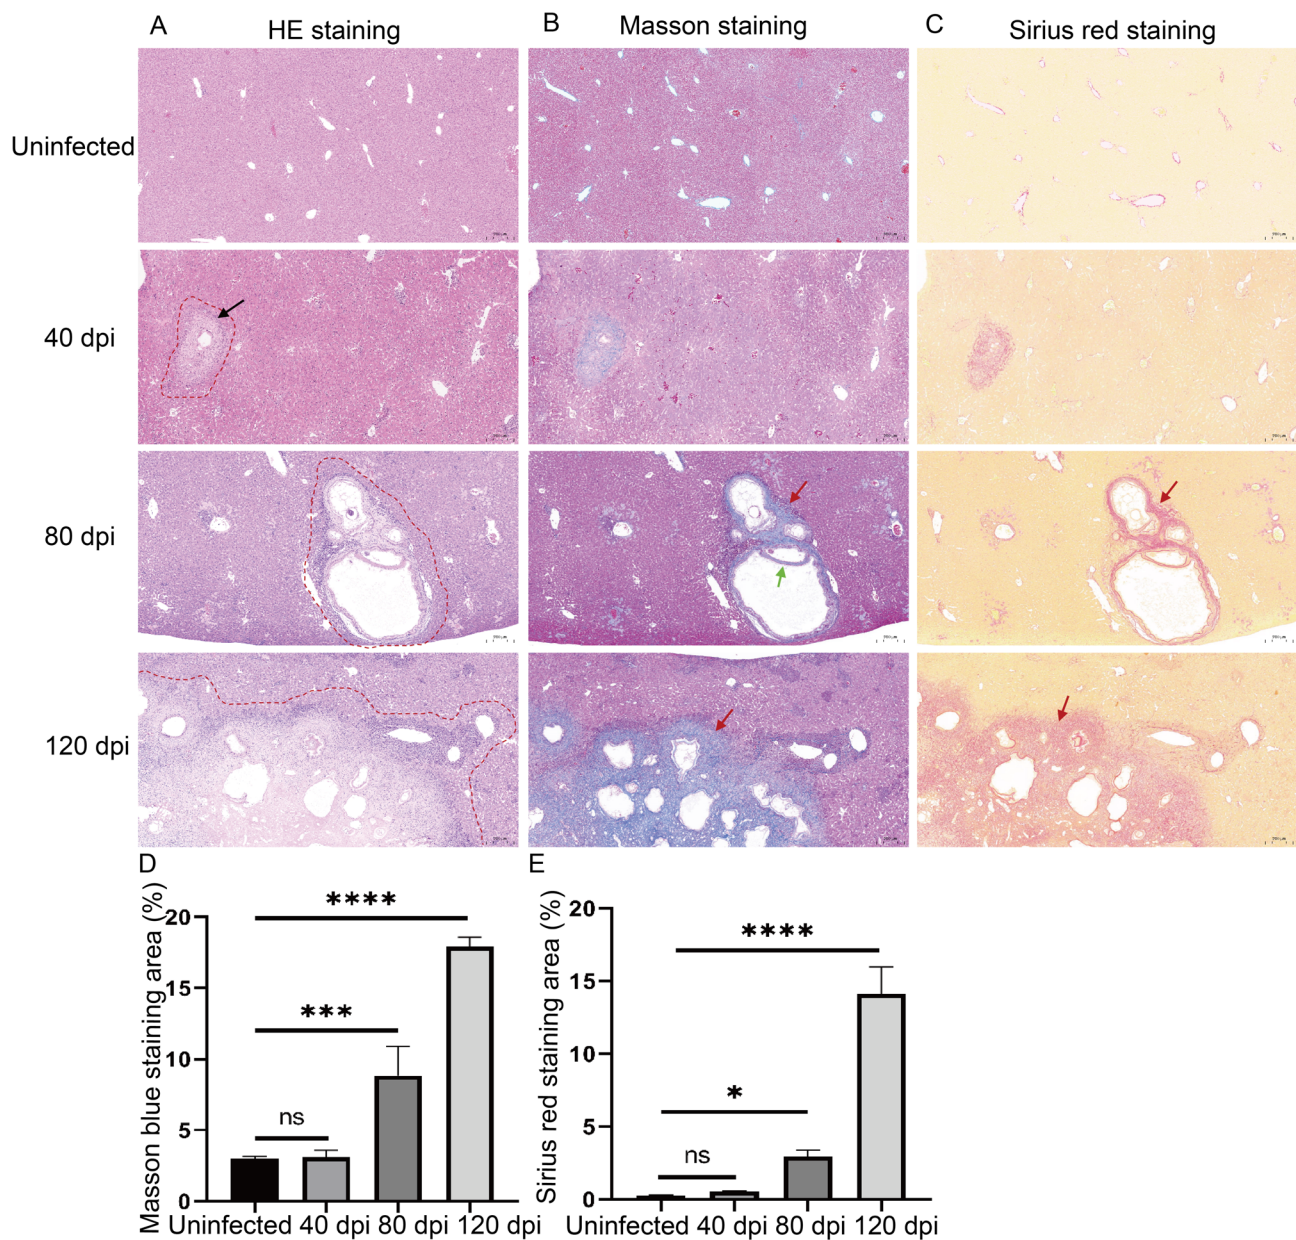 A HE staining
B Masson staining
C Sirius red staining
Uninfected
40 dpi
80 dpi
120 dpi
D
Masson blue staining area (%)
20
15
10
5
0
ns
***
****
Uninfected 40 dpi 80 dpi 120 dpi
E
Sirius red staining area (%)
20
15
10
5
0
ns
*
****
Uninfected 40 dpi 80 dpi 120 dpi